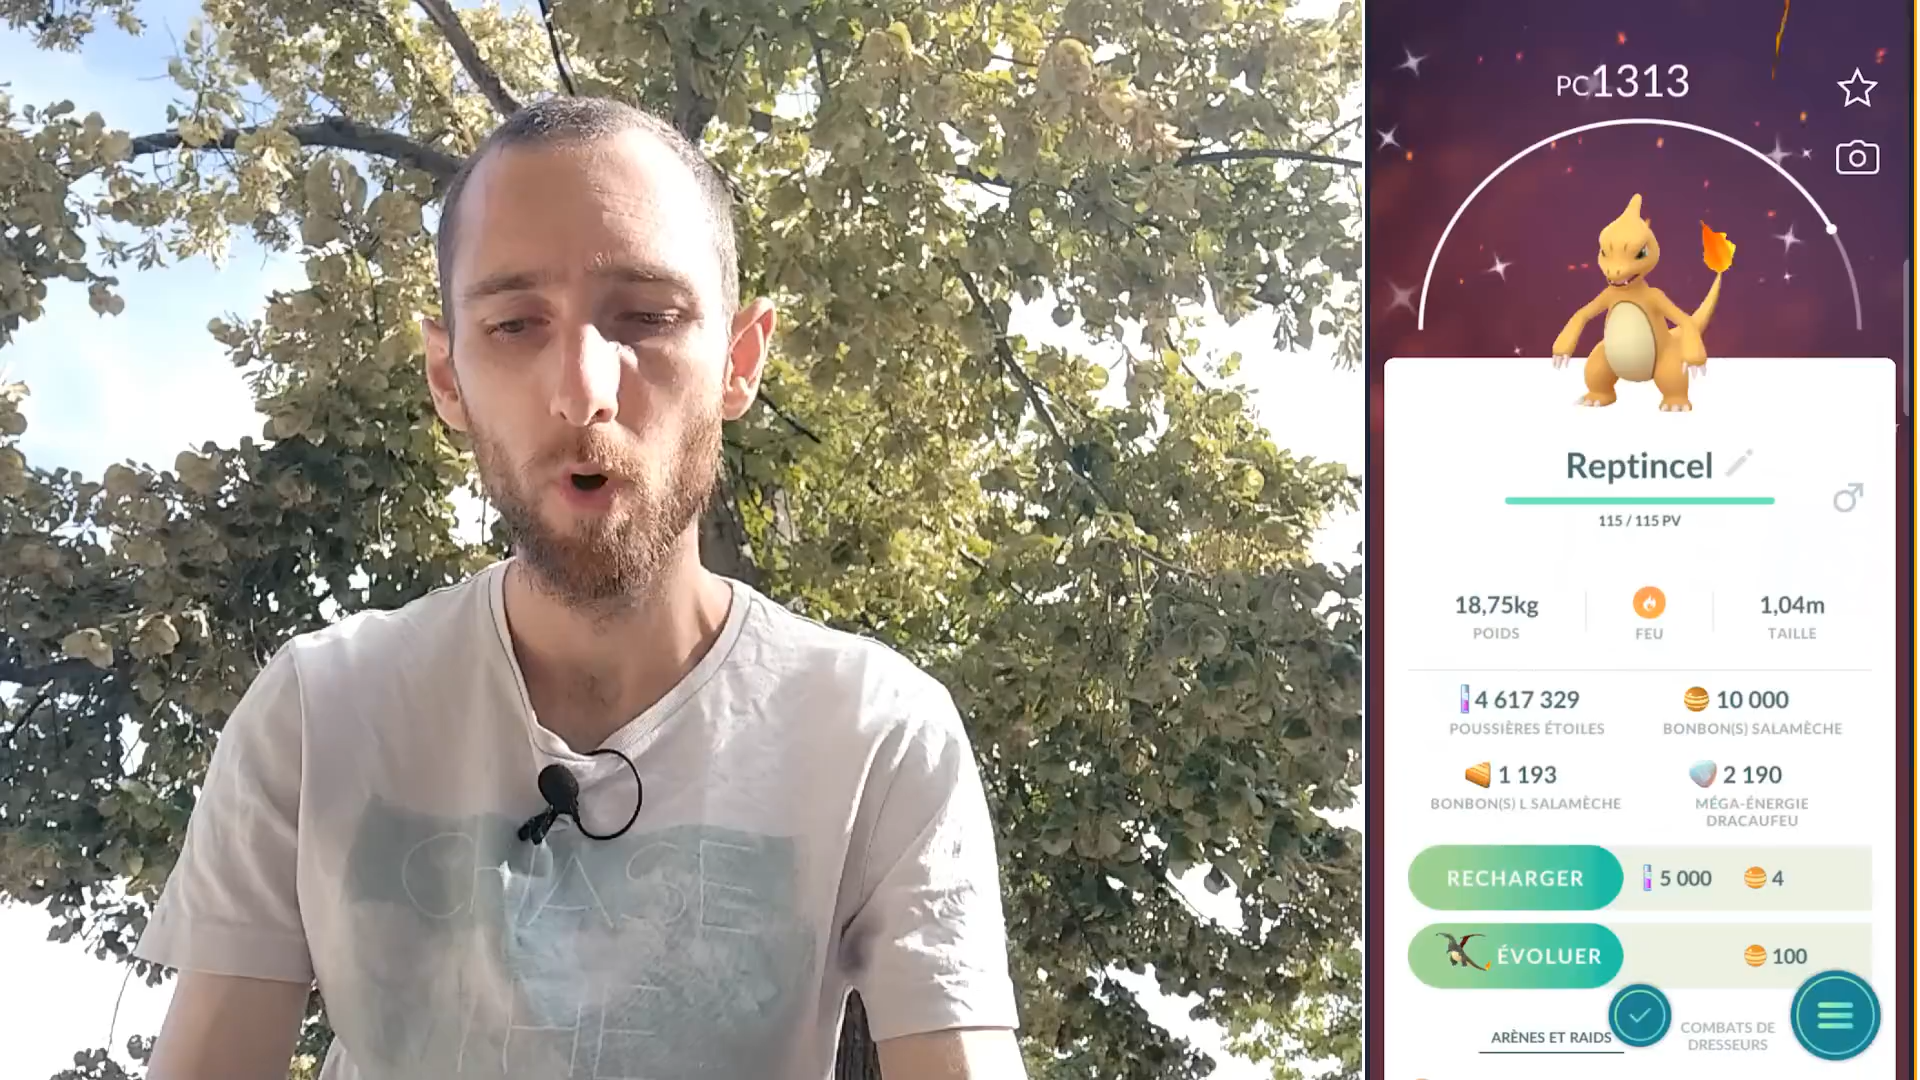 CHASE
THE
PC1313
Reptincel
115 / 115 PV
18,75kg
POIDS
FEU
1,04m
TAILLE
4 617 329
POUSSIÈRES ÉTOILES
10 000
BONBON(S) SALAMÈCHE
1 193
BONBON(S) L SALAMÈCHE
2 190
MÉGA-ÉNERGIE
DRACAUFEU
RECHARGER
5 000
4
ÉVOLUER
100
ARÈNES ET RAIDS
COMBATS DE
DRESSEURS